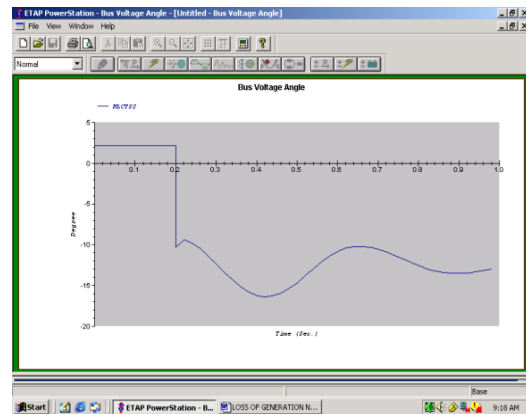 ETAP PowerStation - Bus Voltage Angle - [Untitled - Bus Voltage Angle]
File View Window Help
Normal
Bus Voltage Angle
5
0
-5
-10
-15
-20
0.1 0.2 0.3 0.4 0.5 0.6 0.7 0.8 0.9 1.0
Degree
Time (Sec.)
Base
Start
ETAP PowerStation - B...
LOSS OF GENERATION N...
9:18 AM